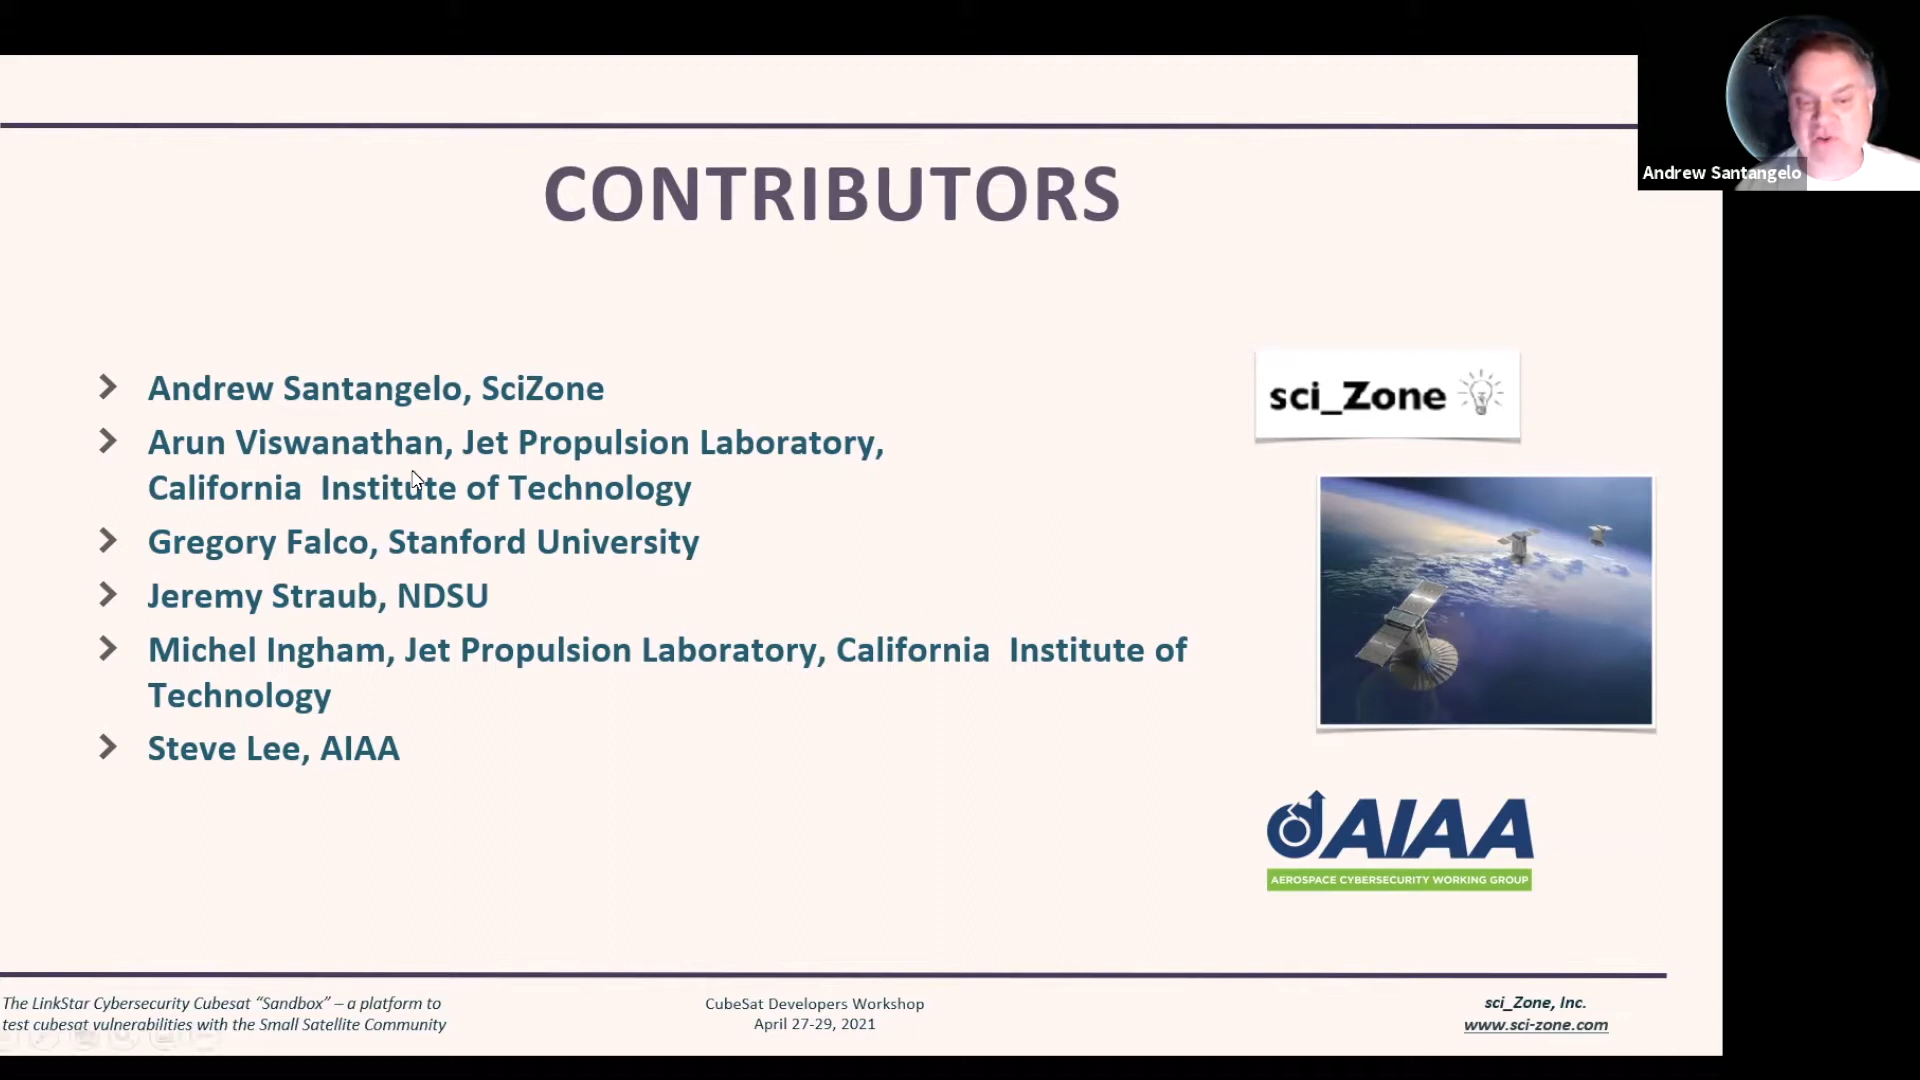 Andrew Santangelo
CONTRIBUTORS
Andrew Santangelo, SciZone
Arun Viswanathan, Jet Propulsion Laboratory,
California Institute of Technology
Gregory Falco, Stanford University
Jeremy Straub, NDSU
Michel Ingham, Jet Propulsion Laboratory, California Institute of
Technology
Steve Lee, AIAA
sci_Zone
AIAA
AEROSPACE CYBERSECURITY WORKING GROUP
The LinkStar Cybersecurity Cubesat “Sandbox” – a platform to
test cubesat vulnerabilities with the Small Satellite Community
CubeSat Developers Workshop
April 27-29, 2021
sci_Zone, Inc.
www.sci-zone.com